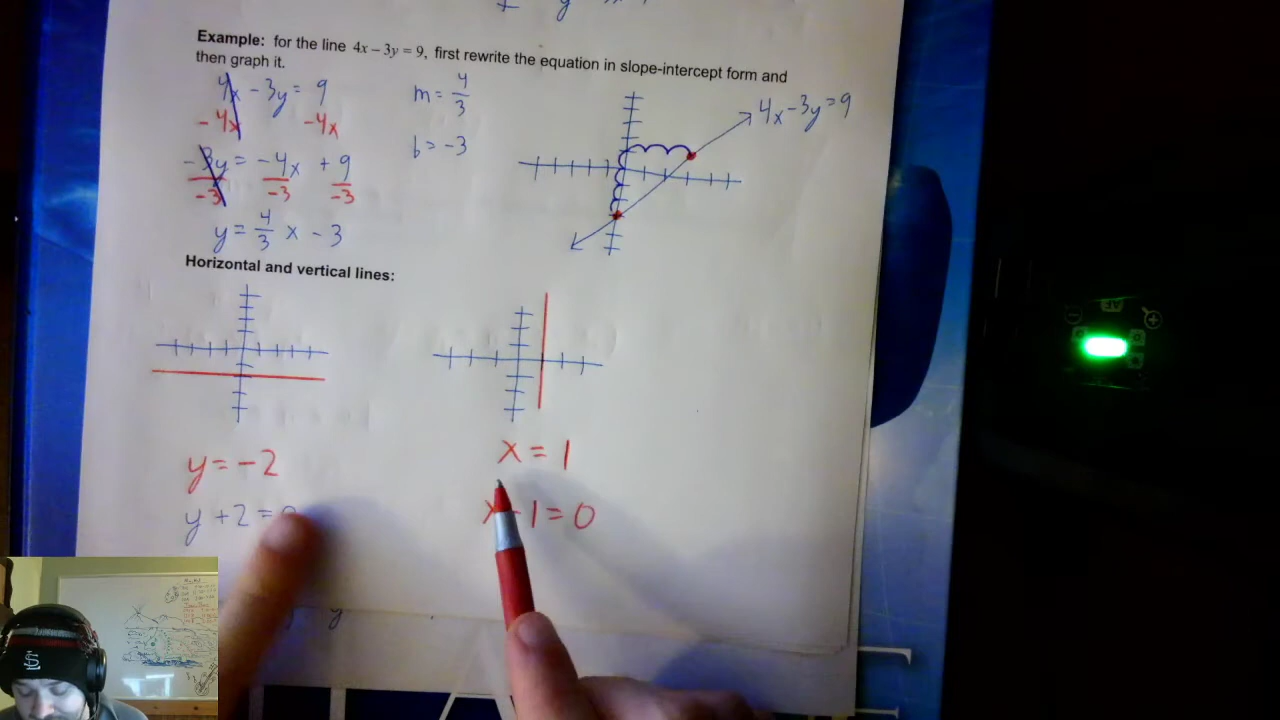 Example: for the line 4x – 3y = 9, first rewrite the equation in slope-intercept form and
then graph it.
4x - 3y = 9
- 4x - 4x
- 3y = - 4x + 9
-3 -3 -3
y = 4/3 x - 3
m = 4/3
b = -3
4x - 3y = 9
Horizontal and vertical lines:
y = - 2
y + 2 =
x = 1
x - 1 = 0
y